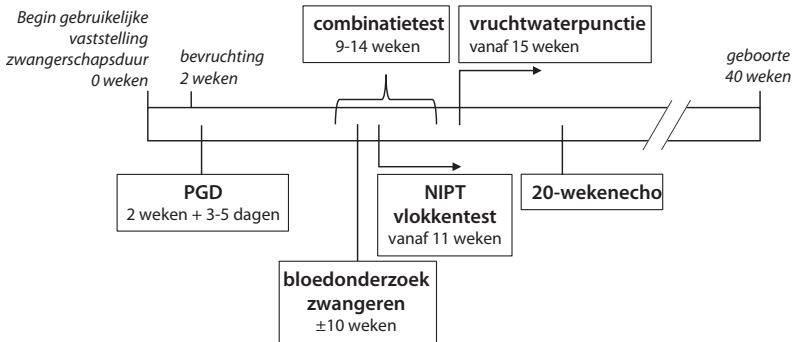 Begin gebruikelijke
vaststelling
zwangerschapsduur
0 weken
bevruchting
2 weken
combinatietest
9-14 weken
vruchtwaterpunctie
vanaf 15 weken
geboorte
40 weken
PGD
2 weken + 3-5 dagen
NIPT
vlokkentest
vanaf 11 weken
20-wekenecho
bloedonderzoek
zwangeren
±10 weken